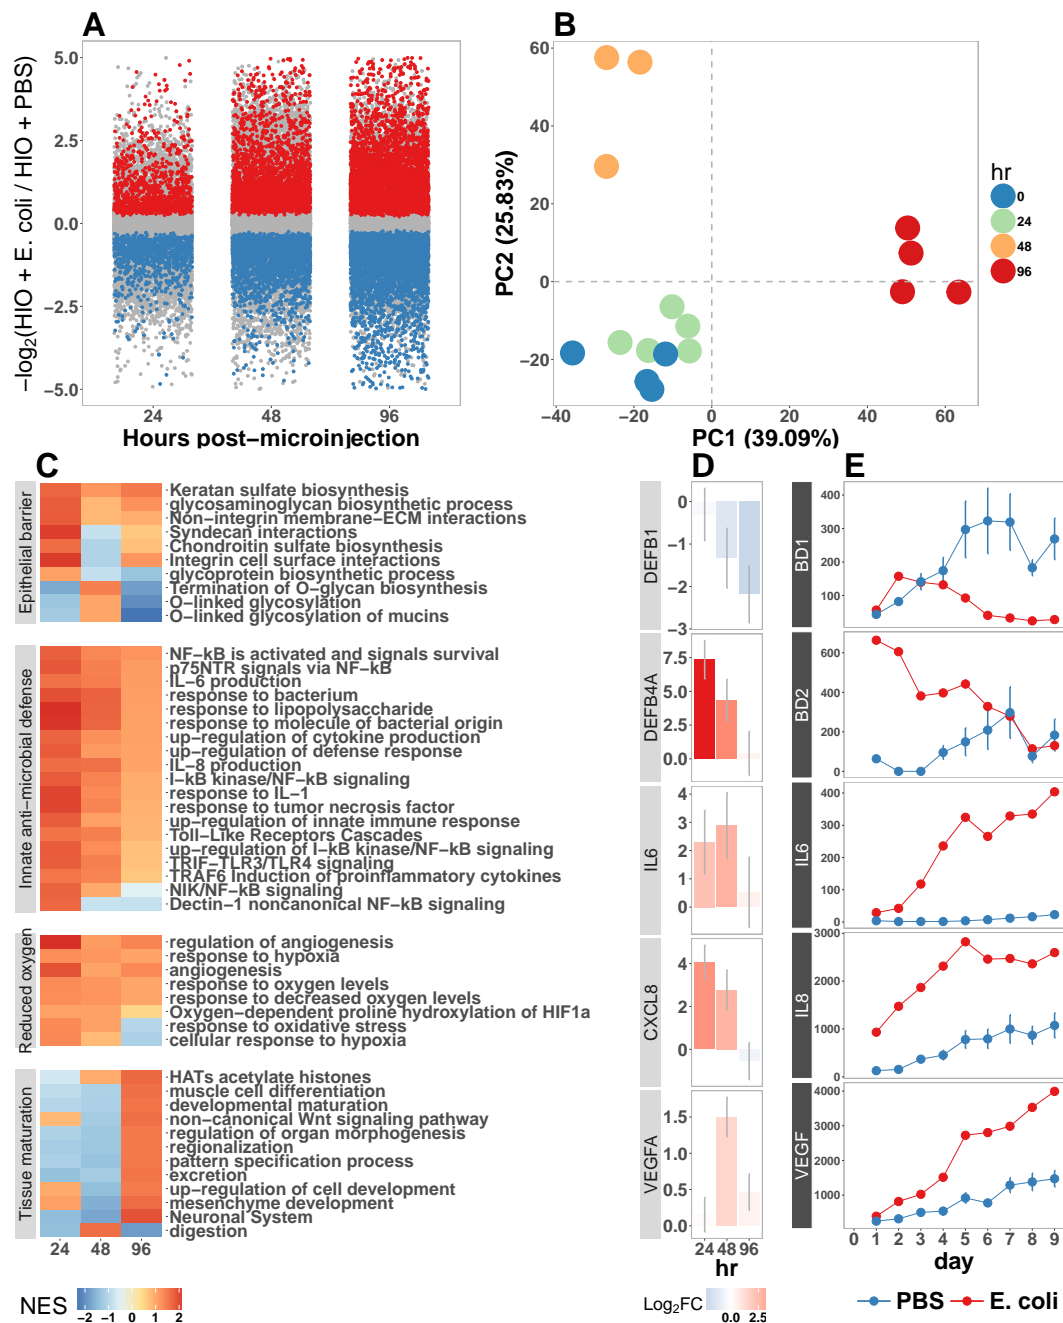 A
−log2(HIO + E. coli / HIO + PBS)
5.0
2.5
0.0
−2.5
−5.0
24 48 96
Hours post−microinjection
B
PC2 (25.83%)
60
40
20
0
−20
−40 −20 0 20 40 60
PC1 (39.09%)
hr
0
24
48
96
C
Epithelial barrier
Keratan sulfate biosynthesis
glycosaminoglycan biosynthetic process
Non−integrin membrane−ECM interactions
Syndecan interactions
Chondroitin sulfate biosynthesis
Integrin cell surface interactions
glycoprotein biosynthetic process
Termination of O−glycan biosynthesis
O−linked glycosylation
O−linked glycosylation of mucins
Innate anti−microbial defense
NF−kB is activated and signals survival
p75NTR signals via NF−kB
IL−6 production
response to bacterium
response to lipopolysaccharide
response to molecule of bacterial origin
up−regulation of cytokine production
up−regulation of defense response
IL−8 production
I−kB kinase/NF−kB signaling
response to IL−1
response to tumor necrosis factor
up−regulation of innate immune response
Toll−Like Receptors Cascades
up−regulation of I−kB kinase/NF−kB signaling
TRIF−TLR3/TLR4 signaling
TRAF6 Induction of proinflammatory cytokines
NIK/NF−kB signaling
Dectin−1 noncanonical NF−kB signaling
Reduced oxygen
regulation of angiogenesis
response to hypoxia
angiogenesis
response to oxygen levels
response to decreased oxygen levels
Oxygen−dependent proline hydroxylation of HIF1a
response to oxidative stress
cellular response to hypoxia
Tissue maturation
HATs acetylate histones
muscle cell differentiation
developmental maturation
non−canonical Wnt signaling pathway
regulation of organ morphogenesis
regionalization
pattern specification process
excretion
up−regulation of cell development
mesenchyme development
Neuronal System
digestion
24 48 96
NES
−2 −1 0 1 2
D
DEFB1
0
−1
−2
−3
DEFB4A
7.5
5.0
2.5
0.0
IL6
4
3
2
1
0
CXCL8
4
2
0
VEGFA
1.5
1.0
0.5
0.0
24 48 96
hr
Log2FC
0.0 2.5
E
BD1
400
300
200
100
BD2
600
400
200
0
IL6
400
300
200
100
0
IL8
3000
2000
1000
0
VEGF
4000
3000
2000
1000
0 1 2 3 4 5 6 7 8 9
day
PBS E. coli